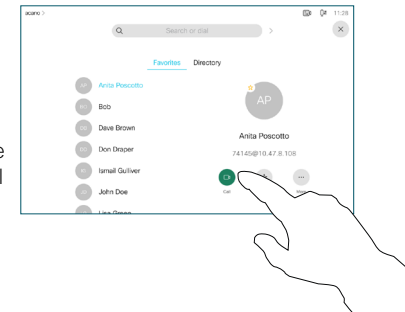 acano >
11:28
Search or dial
Favorites Directory
AP Anita Poscotto
Bob
Dave Brown
Don Draper
Ismail Gulliver
John Doe
AP
Anita Poscotto
74145@10.47.8.108
Call
e
l